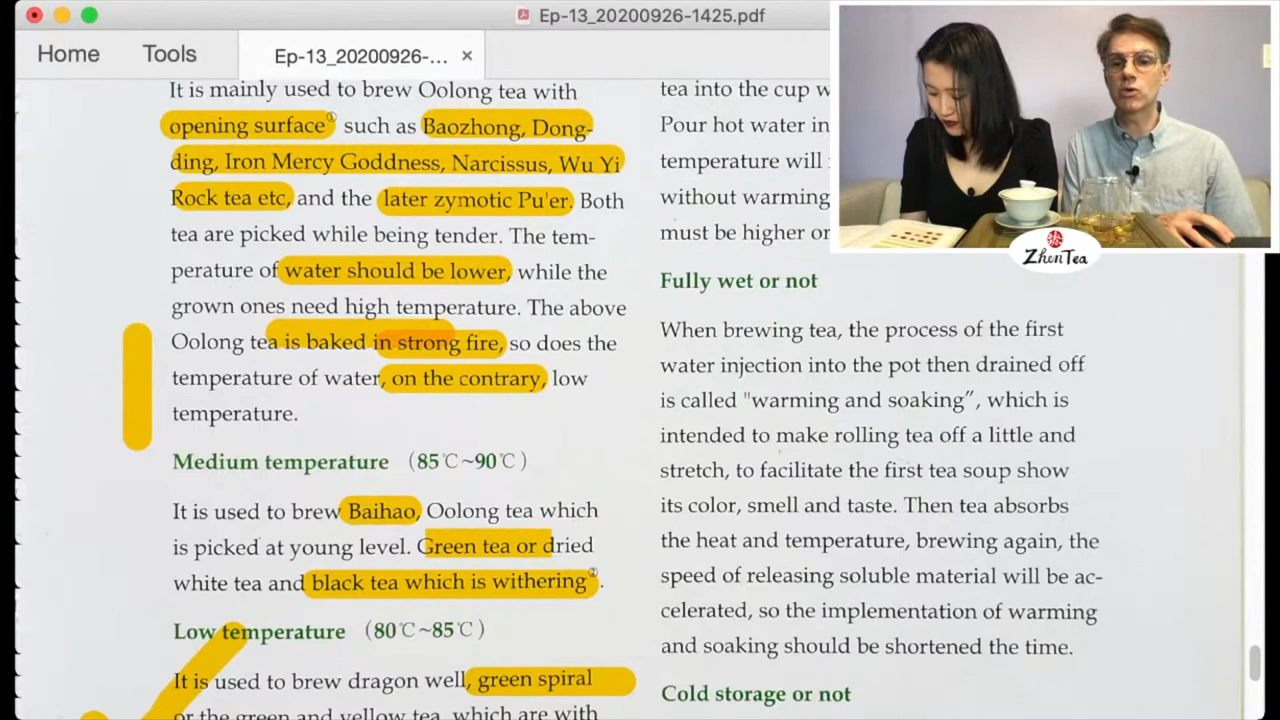 Ep-13_20200926-1425.pdf
Home
Tools
Ep-13_20200926-... ×
It is mainly used to brew Oolong tea with
opening surface① such as Baozhong, Dong-
ding, Iron Mercy Goddness, Narcissus, Wu Yi
Rock tea etc, and the later zymotic Pu'er. Both
tea are picked while being tender. The tem-
perature of water should be lower, while the
grown ones need high temperature. The above
Oolong tea is baked in strong fire, so does the
temperature of water, on the contrary, low
temperature.
Medium temperature (85℃~90℃)
It is used to brew Baihao, Oolong tea which
is picked at young level. Green tea or dried
white tea and black tea which is withering②.
Low temperature (80℃~85℃)
It is used to brew dragon well, green spiral
or the green and yellow tea, which are with
tea into the cup
Pour hot water in
temperature will
without warming
must be higher or
Fully wet or not
When brewing tea, the process of the first
water injection into the pot then drained off
is called "warming and soaking”, which is
intended to make rolling tea off a little and
stretch, to facilitate the first tea soup show
its color, smell and taste. Then tea absorbs
the heat and temperature, brewing again, the
speed of releasing soluble material will be ac-
celerated, so the implementation of warming
and soaking should be shortened the time.
Cold storage or not
ZhenTea